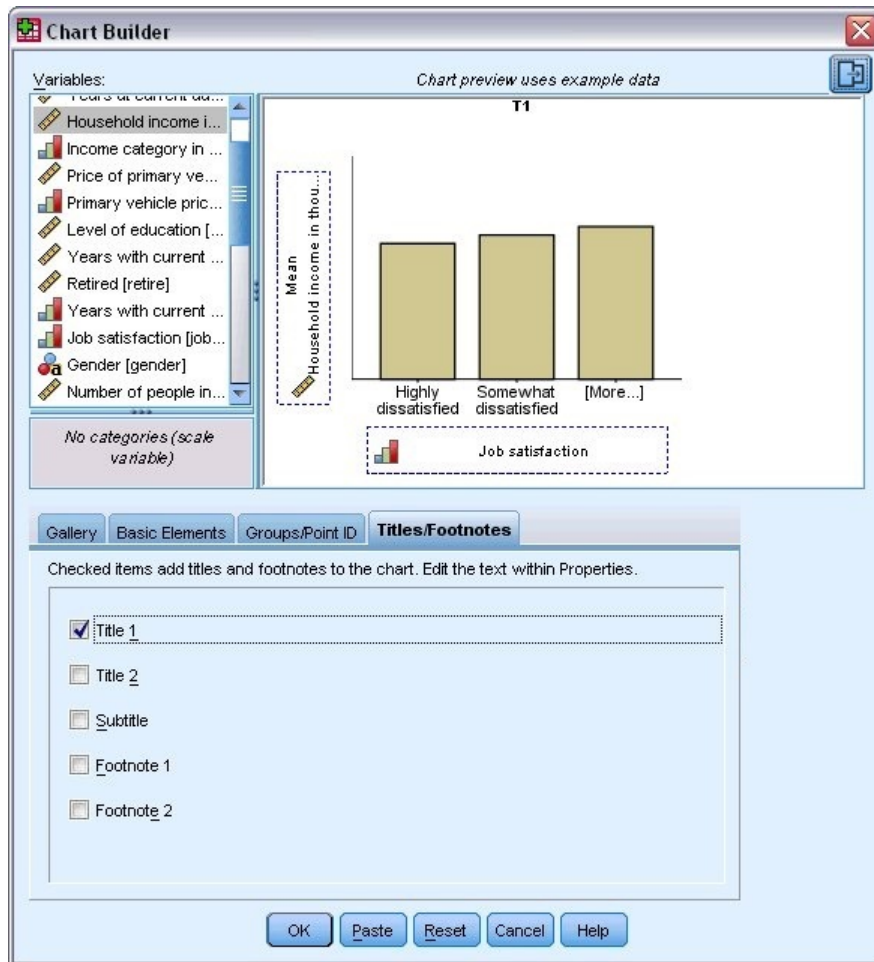 Chart Builder
Variables:
Chart preview uses example data
Household income i...
Income category in ...
Price of primary ve...
Primary vehicle pric...
Level of education [...
Years with current ...
Retired [retire]
Years with current ...
Job satisfaction [job...
Gender [gender]
Number of people in...
No categories (scale
variable)
T1
Mean
Household income in thou...
Highly
dissatisfied
Somewhat
dissatisfied
[More...]
Job satisfaction
Gallery
Basic Elements
Groups/Point ID
Titles/Footnotes
Checked items add titles and footnotes to the chart. Edit the text within Properties.
Title 1
Title 2
Subtitle
Footnote 1
Footnote 2
OK
Paste
Reset
Cancel
Help